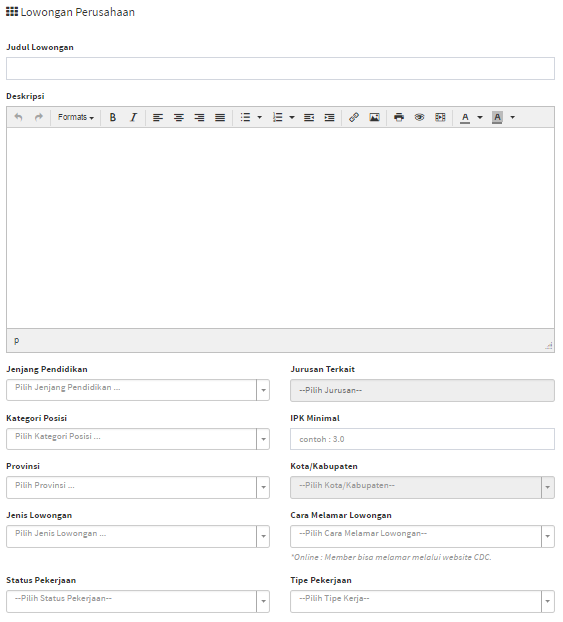 Lowongan Perusahaan
Judul Lowongan
Deskripsi
Formats B I A A
p
Jenjang Pendidikan Jurusan Terkait
Pilih Jenjang Pendidikan ... --Pilih Jurusan--
Kategori Posisi IPK Minimal
Pilih Kategori Posisi ... contoh : 3.0
Provinsi Kota/Kabupaten
Pilih Provinsi ... --Pilih Kota/Kabupaten--
Jenis Lowongan Cara Melamar Lowongan
Pilih Jenis Lowongan ... --Pilih Cara Melamar Lowongan--
*Online : Member bisa melamar melalui website CDC.
Status Pekerjaan Tipe Pekerjaan
--Pilih Status Pekerjaan-- --Pilih Tipe Kerja--